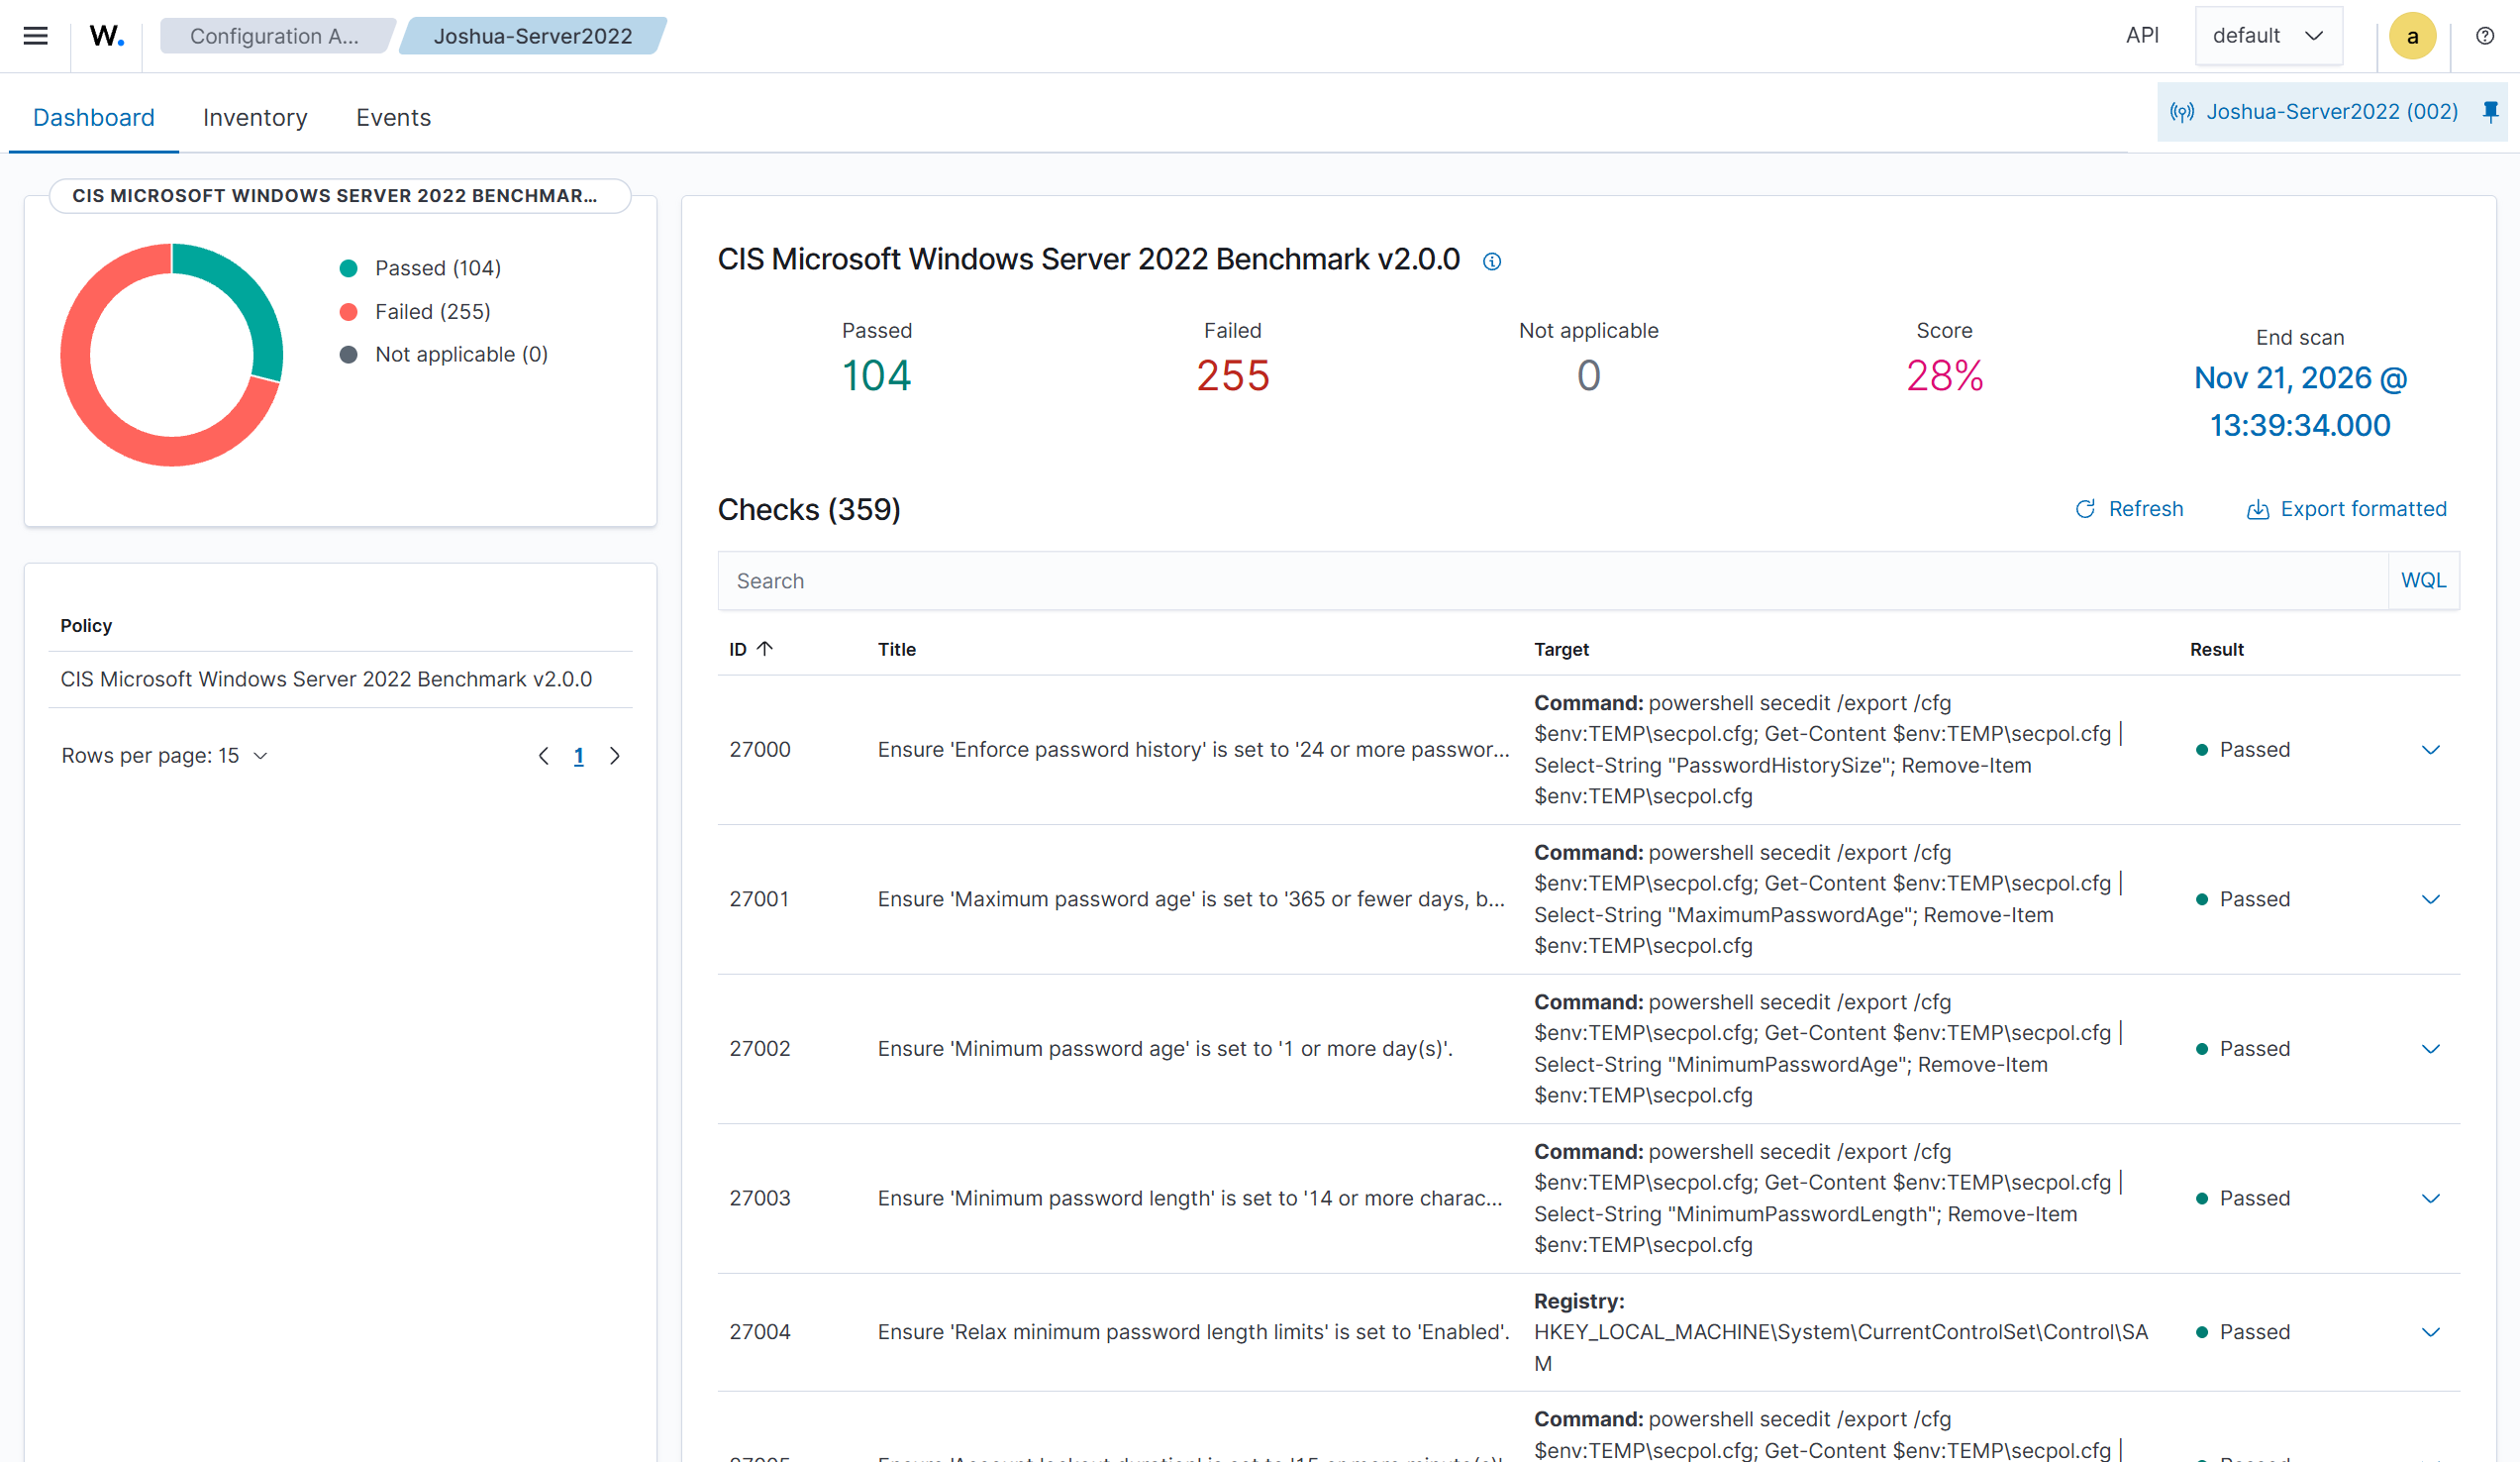 W.
Configuration A...
Joshua-Server2022
API
default
a
Dashboard
Inventory
Events
Joshua-Server2022 (002)
CIS MICROSOFT WINDOWS SERVER 2022 BENCHMAR...
Passed (104)
Failed (255)
Not applicable (0)
Policy
CIS Microsoft Windows Server 2022 Benchmark v2.0.0
Rows per page: 15
1
CIS Microsoft Windows Server 2022 Benchmark v2.0.0
Passed
104
Failed
255
Not applicable
0
Score
28%
End scan
Nov 21, 2026 @
13:39:34.000
Checks (359)
Refresh
Export formatted
Search
WQL
ID
Title
Target
Result
27000
Ensure 'Enforce password history' is set to '24 or more passwor...
Command: powershell secedit /export /cfg
$env:TEMP\secpol.cfg; Get-Content $env:TEMP\secpol.cfg |
Select-String "PasswordHistorySize"; Remove-Item
$env:TEMP\secpol.cfg
Passed
27001
Ensure 'Maximum password age' is set to '365 or fewer days, b...
Command: powershell secedit /export /cfg
$env:TEMP\secpol.cfg; Get-Content $env:TEMP\secpol.cfg |
Select-String "MaximumPasswordAge"; Remove-Item
$env:TEMP\secpol.cfg
Passed
27002
Ensure 'Minimum password age' is set to '1 or more day(s)'.
Command: powershell secedit /export /cfg
$env:TEMP\secpol.cfg; Get-Content $env:TEMP\secpol.cfg |
Select-String "MinimumPasswordAge"; Remove-Item
$env:TEMP\secpol.cfg
Passed
27003
Ensure 'Minimum password length' is set to '14 or more charac...
Command: powershell secedit /export /cfg
$env:TEMP\secpol.cfg; Get-Content $env:TEMP\secpol.cfg |
Select-String "MinimumPasswordLength"; Remove-Item
$env:TEMP\secpol.cfg
Passed
27004
Ensure 'Relax minimum password length limits' is set to 'Enabled'.
Registry:
HKEY_LOCAL_MACHINE\System\CurrentControlSet\Control\SA
M
Passed
Command: powershell secedit /export /cfg
$env:TEMP\secpol.cfg; Get-Content $env:TEMP\secpol.cfg |